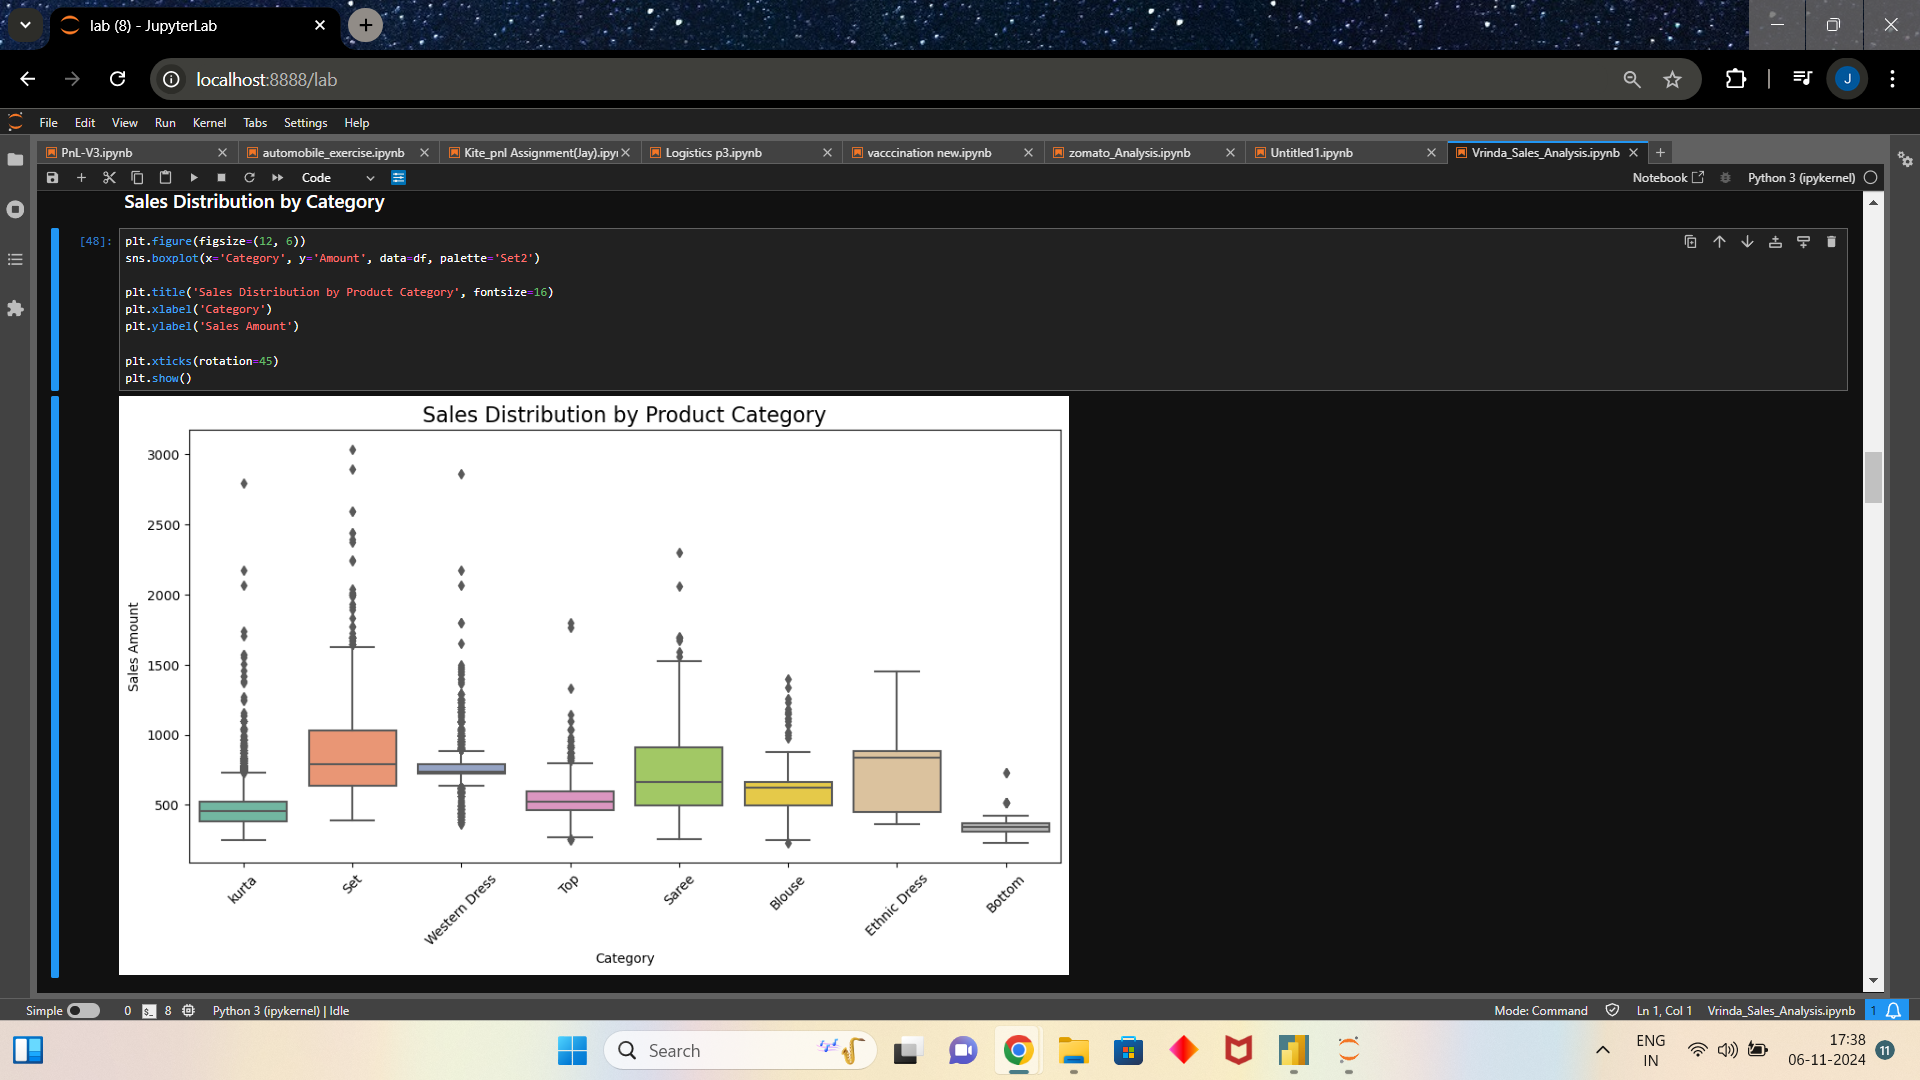 lab (8) - JupyterLab
localhost:8888/lab
J
File Edit View Run Kernel Tabs Settings Help
PnL-V3.ipynb automobile_exercise.ipynb Kite_pnl Assignment(Jay).ipyn Logistics p3.ipynb vacccination new.ipynb zomato_Analysis.ipynb Untitled1.ipynb Vrinda_Sales_Analysis.ipynb
Code Notebook Python 3 (ipykernel)
Sales Distribution by Category
[48]: plt.figure(figsize=(12, 6))
sns.boxplot(x='Category', y='Amount', data=df, palette='Set2')
plt.title('Sales Distribution by Product Category', fontsize=16)
plt.xlabel('Category')
plt.ylabel('Sales Amount')
plt.xticks(rotation=45)
plt.show()
Sales Distribution by Product Category
3000
2500
2000
1500
1000
500
Sales Amount
kurta Set Western Dress Top Saree Blouse Ethnic Dress Bottom
Category
Simple 0 $_ 8 Python 3 (ipykernel) | Idle Mode: Command Ln 1, Col 1 Vrinda_Sales_Analysis.ipynb 1
Search
ENG
IN
17:38
06-11-2024
11